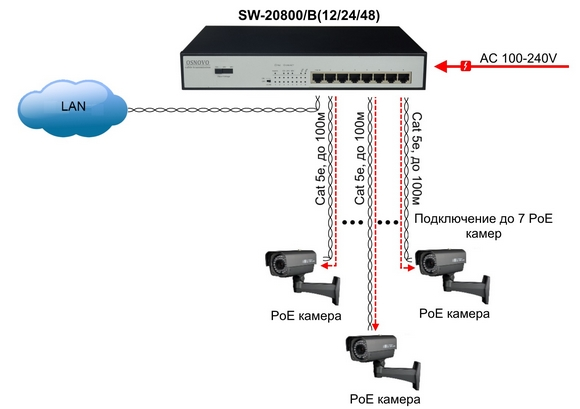 SW-20800/B(12/24/48)
OSNOVO
AC 100-240V
LAN
Cat 5e, до 100м
Cat 5e, до 100м
Cat 5e, до 100м
Подключение до 7 PoE
камер
PoE камера
PoE камера
PoE камера